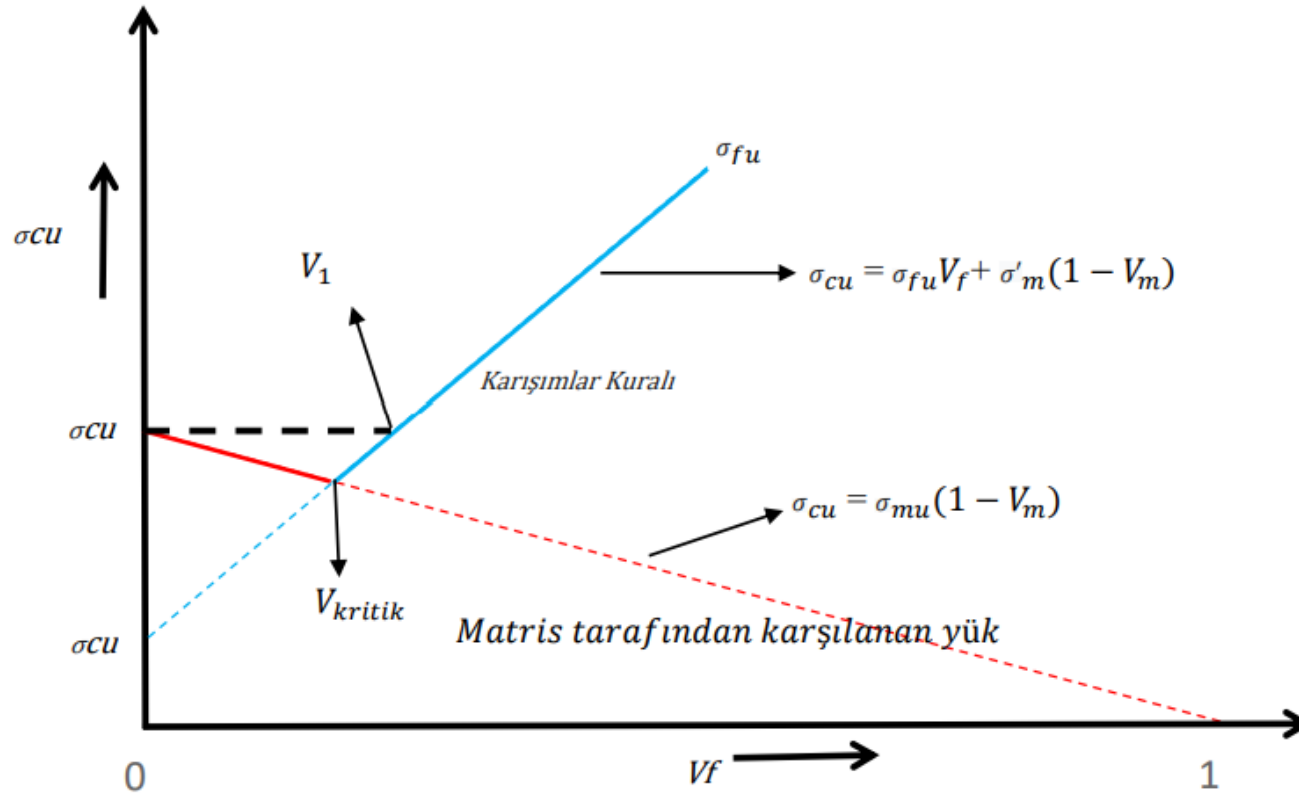 σfu
σcu
V1
σcu = σfuVf + σ'm(1 − Vm)
Karışımlar Kuralı
σcu
σcu = σmu(1 − Vm)
Vkritik
σcu
Matris tarafından karşılanan yük
0
Vf
1